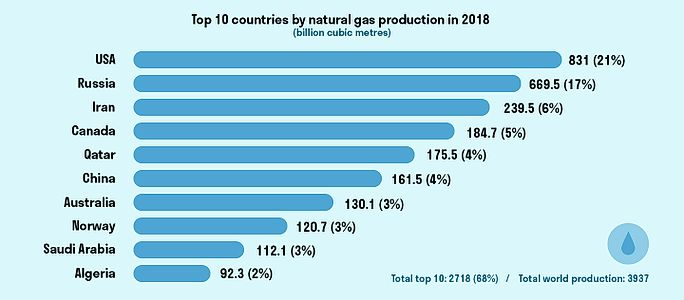 Top 10 countries by natural gas production in 2018
(billion cubic metres)
USA 831 (21%)
Russia 669.5 (17%)
Iran 239.5 (6%)
Canada 184.7 (5%)
Qatar 175.5 (4%)
China 161.5 (4%)
Australia 130.1 (3%)
Norway 120.7 (3%)
Saudi Arabia 112.1 (3%)
Algeria 92.3 (2%)
Total top 10: 2718 (68%) / Total world production: 3937